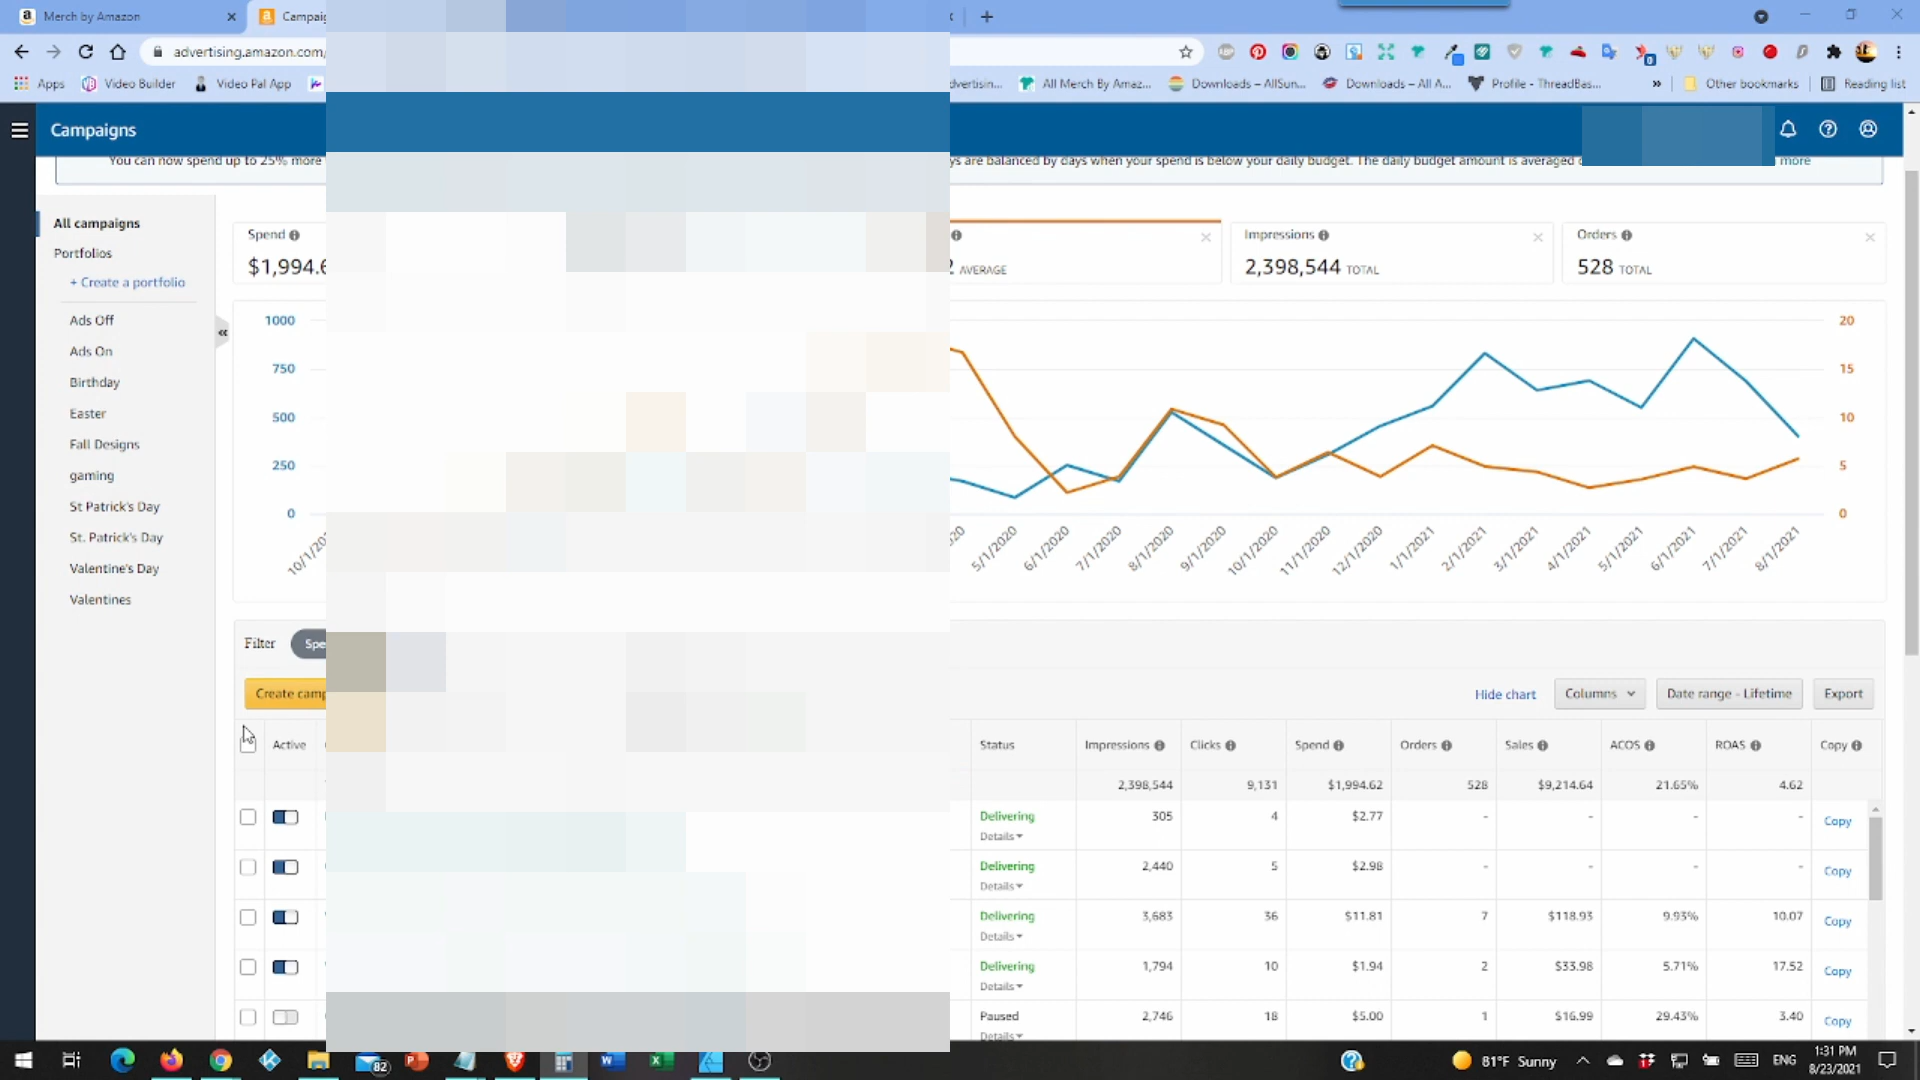 Merch by Amazon
Campaig
advertising.amazon.com/
Apps
Video Builder
Video Pal App
dvertisin...
All Merch By Amaz...
Downloads – AllSun...
Downloads – All A...
Profile - ThreadBas...
»
Other bookmarks
Reading list
Campaigns
You can now spend up to 25% more
ys are balanced by days when your spend is below your daily budget. The daily budget amount is averaged
more
All campaigns
Portfolios
+ Create a portfolio
Ads Off
Ads On
Birthday
Easter
Fall Designs
gaming
St Patrick's Day
St. Patrick's Day
Valentine's Day
Valentines
«
Spend
$1,994.6
AVERAGE
Impressions
2,398,544 TOTAL
Orders
528 TOTAL
1000
750
500
250
0
20
15
10
5
0
10/1/20
20
5/1/2020
6/1/2020
7/1/2020
8/1/2020
9/1/2020
10/1/2020
11/1/2020
12/1/2020
1/1/2021
2/1/2021
3/1/2021
4/1/2021
5/1/2021
6/1/2021
7/1/2021
8/1/2021
Filter
Spe
Create camp
Hide chart
Columns
Date range - Lifetime
Export
Active Status Impressions Clicks Spend Orders Sales ACOS ROAS Copy
2,398,544 9,131 $1,994.62 528 $9,214.64 21.65% 4.62
Delivering 305 4 $2.77 - - - - Copy
Details
Delivering 2,440 5 $2.98 - - - - Copy
Details
Delivering 3,683 36 $11.81 7 $118.93 9.93% 10.07 Copy
Details
Delivering 1,794 10 $1.94 2 $33.98 5.71% 17.52 Copy
Details
Paused 2,746 18 $5.00 1 $16.99 29.43% 3.40 Copy
Details
82
81°F Sunny
ENG
1:31 PM
8/23/2021